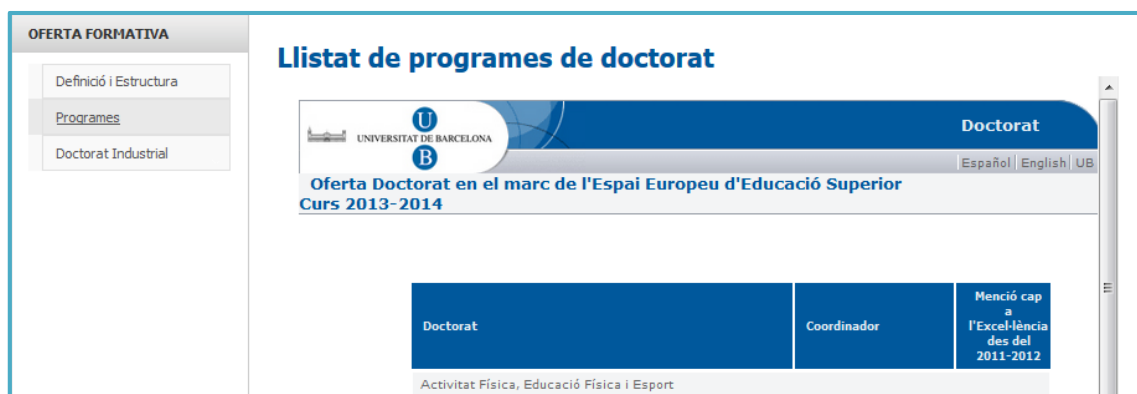 OFERTA FORMATIVA
Definició i Estructura
Programes
Doctorat Industrial
Llistat de programes de doctorat
U
UNIVERSITAT DE BARCELONA
B
Doctorat
Español English UB
Oferta Doctorat en el marc de l'Espai Europeu d'Educació Superior
Curs 2013-2014
Doctorat
Coordinador
Menció cap
a
l'Excel·lència
des del
2011-2012
Activitat Física, Educació Física i Esport